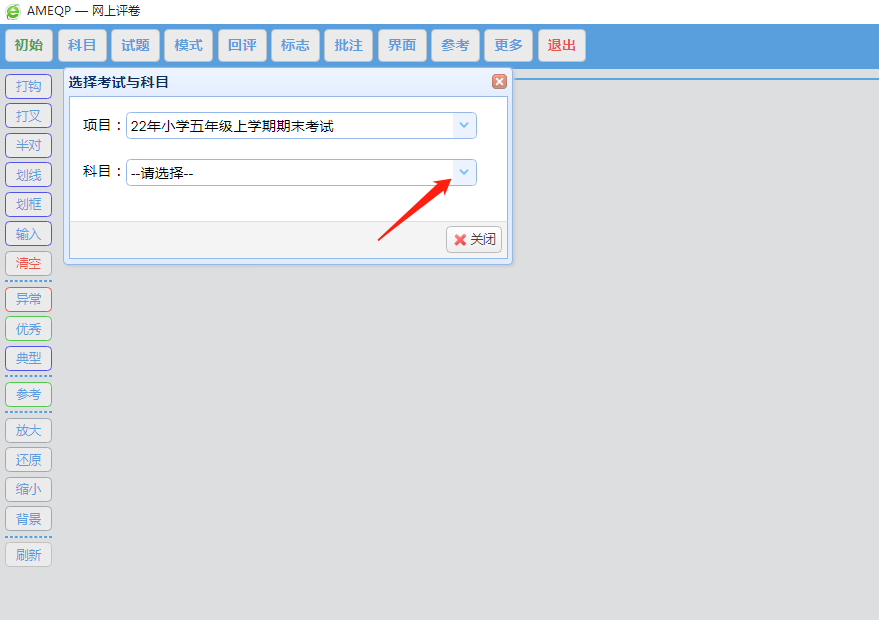 AMEQP — 网上评卷
初始 科目 试题 模式 回评 标志 批注 界面 参考 更多 退出
选择考试与科目
项目：22年小学五年级上学期期末考试
科目：--请选择--
关闭
打钩
打叉
半对
划线
划框
输入
清空
异常
优秀
典型
参考
放大
还原
缩小
背景
刷新